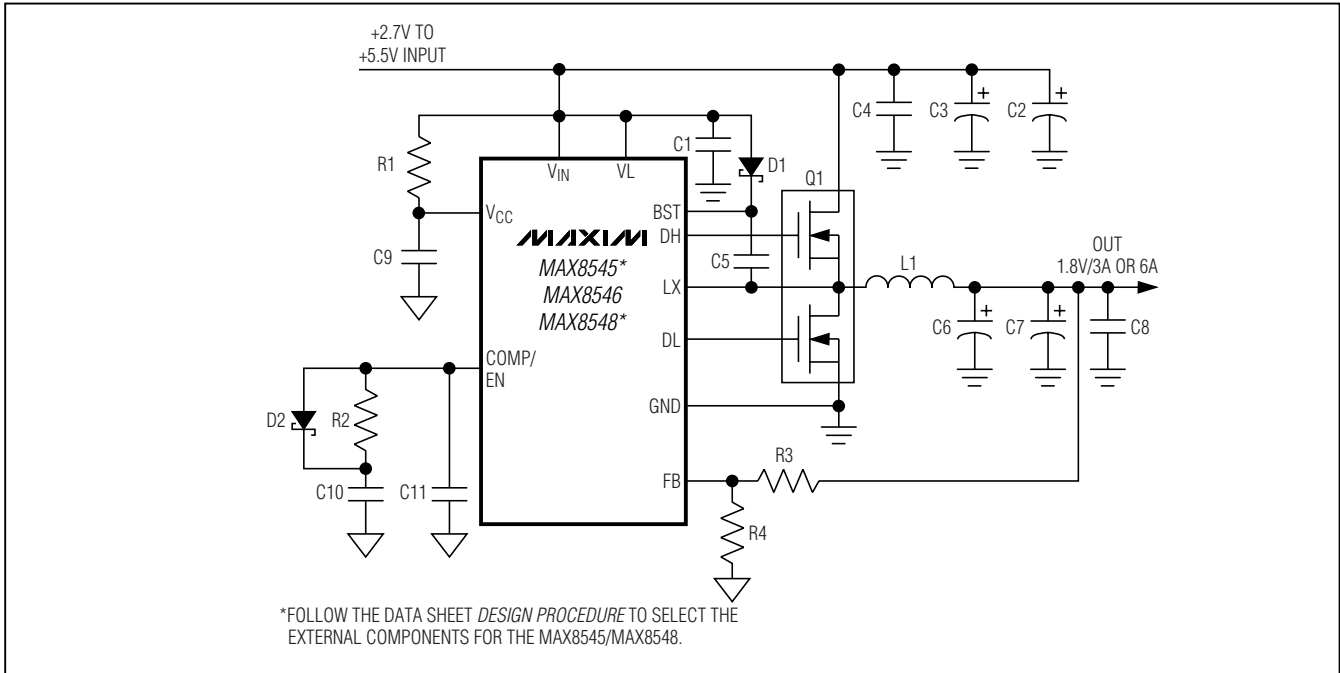 +2.7V TO
+5.5V INPUT
C4
C3
+
C2
+
R1
C1
D1
VIN
VL
Q1
VCC
BST
MAXIM
DH
C9
MAX8545*
C5
L1
OUT
1.8V/3A OR 6A
MAX8546
LX
MAX8548*
C6
+
C7
+
C8
DL
COMP/
EN
D2
R2
GND
R3
FB
C10
C11
R4
*FOLLOW THE DATA SHEET DESIGN PROCEDURE TO SELECT THE
EXTERNAL COMPONENTS FOR THE MAX8545/MAX8548.